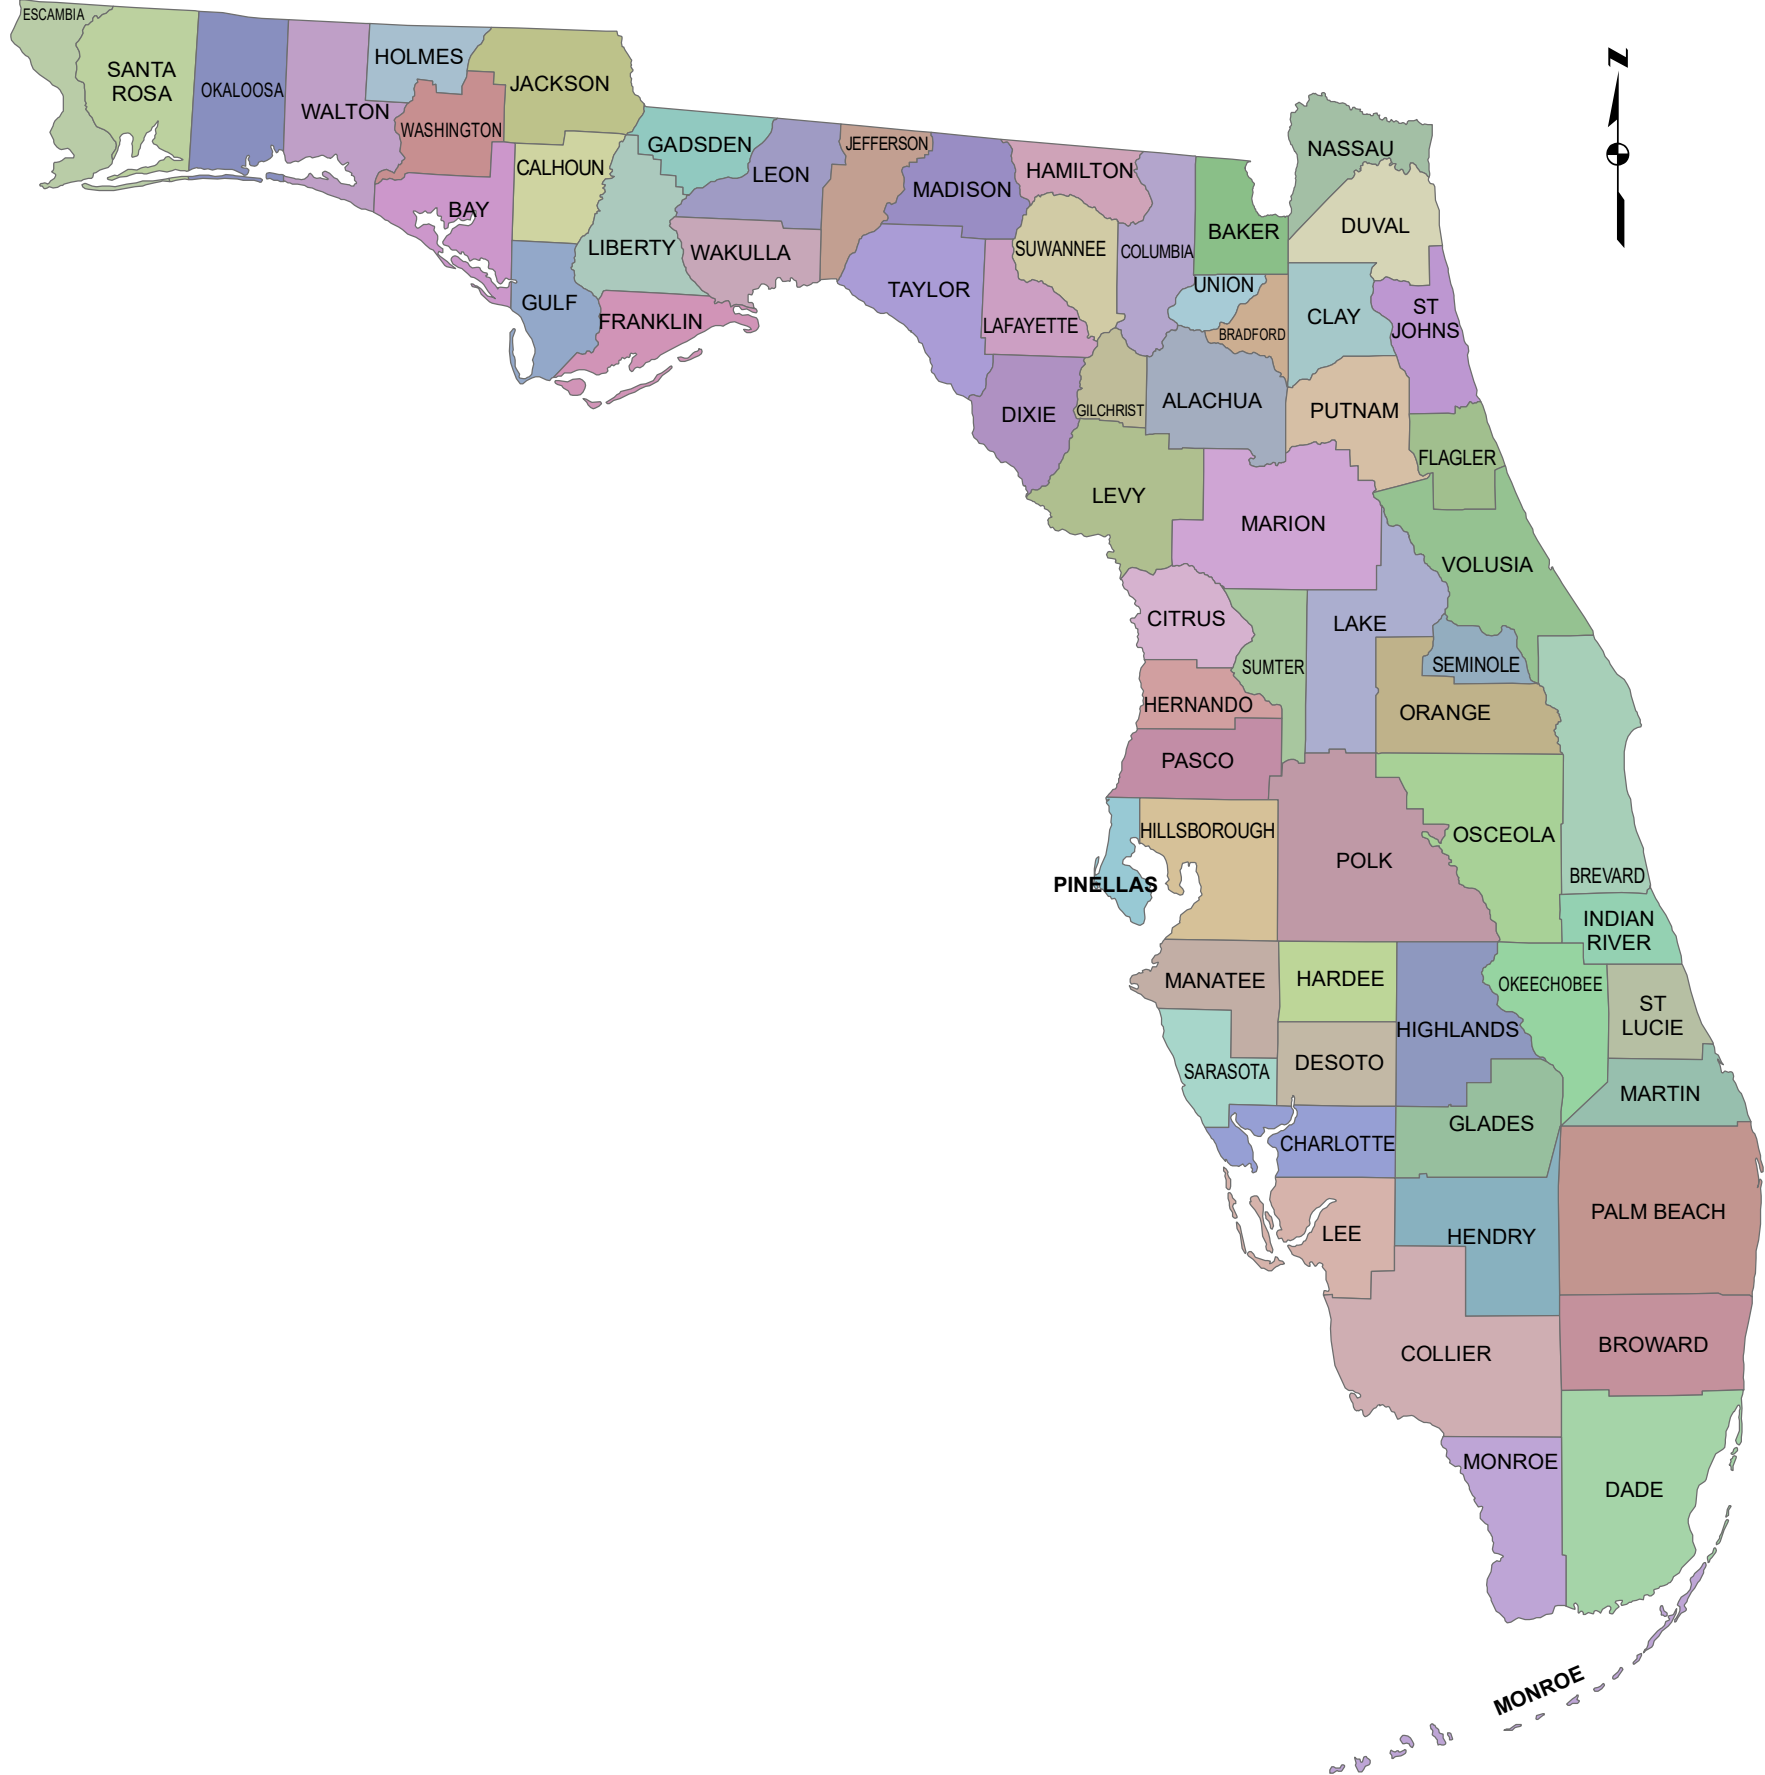 ESCAMBIA
SANTA
ROSA
OKALOOSA
WALTON
HOLMES
WASHINGTON
JACKSON
BAY
CALHOUN
GULF
LIBERTY
GADSDEN
FRANKLIN
LEON
WAKULLA
JEFFERSON
MADISON
TAYLOR
HAMILTON
SUWANNEE
LAFAYETTE
DIXIE
COLUMBIA
GILCHRIST
BAKER
UNION
BRADFORD
ALACHUA
NASSAU
DUVAL
CLAY
ST
JOHNS
PUTNAM
FLAGLER
LEVY
MARION
VOLUSIA
CITRUS
SUMTER
LAKE
SEMINOLE
HERNANDO
ORANGE
PASCO
PINELLAS
HILLSBOROUGH
POLK
OSCEOLA
BREVARD
INDIAN
RIVER
MANATEE
HARDEE
HIGHLANDS
OKEECHOBEE
ST
LUCIE
SARASOTA
DESOTO
MARTIN
CHARLOTTE
GLADES
LEE
HENDRY
PALM BEACH
COLLIER
BROWARD
MONROE
DADE
MONROE
N